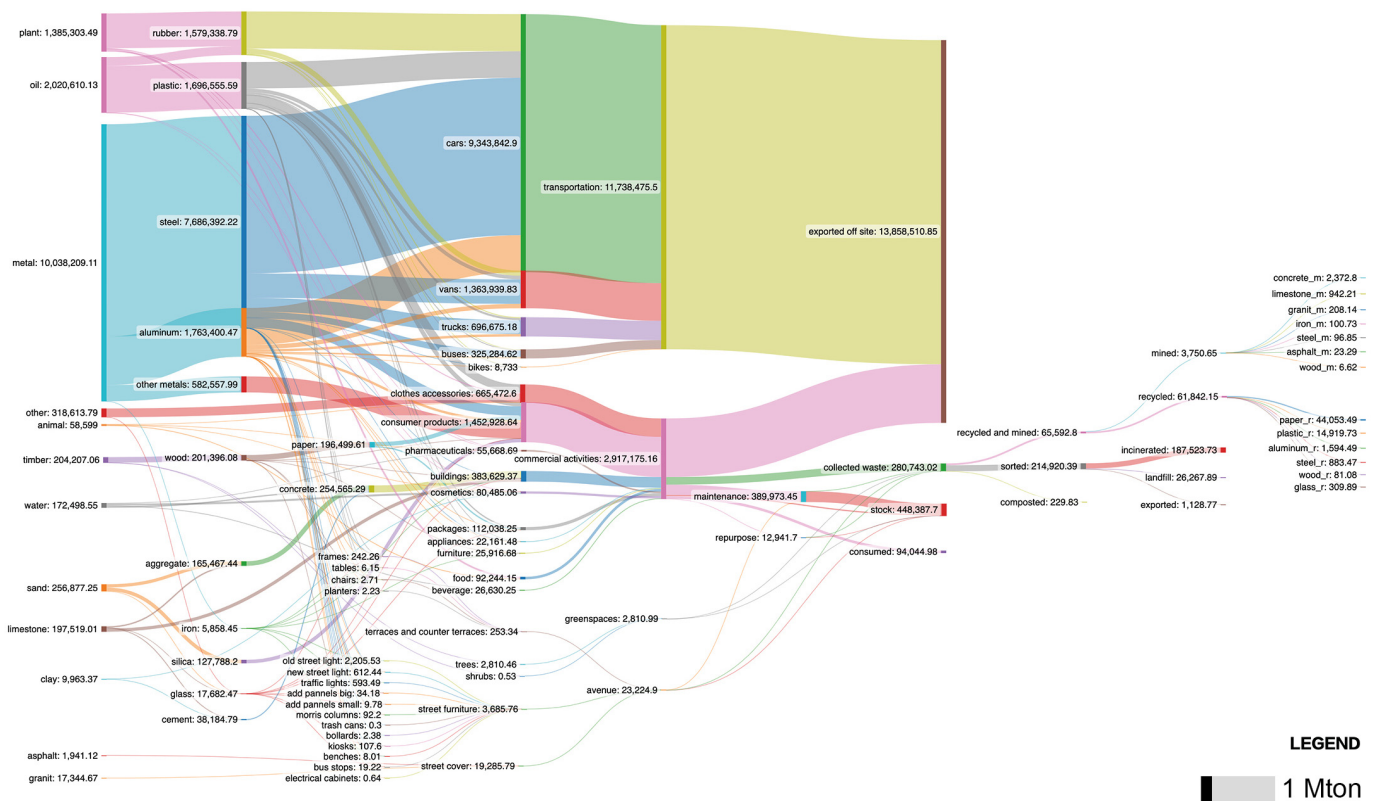 plant: 1,385,303.49
oil: 2,020,610.13
metal: 10,038,209.11
other: 318,613.79
animal: 58,599
timber: 204,207.06
water: 172,498.55
sand: 256,877.25
limestone: 197,519.01
clay: 9,963.37
asphalt: 1,941.12
granit: 17,344.67
rubber: 1,579,338.79
plastic: 1,696,555.59
steel: 7,686,392.22
aluminum: 1,763,400.47
other metals: 582,557.99
wood: 201,396.08
aggregate: 165,467.44
iron: 5,858.45
silica: 127,788.2
glass: 17,682.47
cement: 38,184.79
paper: 196,499.61
concrete: 254,565.29
frames: 242.26
tables: 6.15
chairs: 2.71
planters: 2.23
old street light: 2,205.53
new street light: 612.44
traffic lights: 593.49
add pannels big: 34.18
add pannels small: 9.78
morris columns: 92.2
trash cans: 0.3
bollards: 2.38
kiosks: 107.6
benches: 8.01
bus stops: 19.22
electrical cabinets: 0.64
cars: 9,343,842.9
vans: 1,363,939.83
trucks: 696,675.18
buses: 325,284.62
bikes: 8,733
clothes accessories: 665,472.6
consumer products: 1,452,928.64
pharmaceuticals: 55,668.69
buildings: 383,629.37
cosmetics: 80,485.06
packages: 112,038.25
appliances: 22,161.48
furniture: 25,916.68
food: 92,244.15
beverage: 26,630.25
terraces and counter terraces: 253.34
trees: 2,810.46
shrubs: 0.53
street furniture: 3,685.76
street cover: 19,285.79
transportation: 11,738,475.5
commercial activities: 2,917,175.16
greenspaces: 2,810.99
avenue: 23,224.9
maintenance: 389,973.45
repurpose: 12,941.7
exported off site: 13,858,510.85
collected waste: 280,743.02
stock: 448,387.7
consumed: 94,044.98
recycled and mined: 65,592.8
sorted: 214,920.39
composted: 229.83
mined: 3,750.65
recycled: 61,842.15
incinerated: 187,523.73
landfill: 26,267.89
exported: 1,128.77
concrete_m: 2,372.8
limestone_m: 942.21
granit_m: 208.14
iron_m: 100.73
steel_m: 96.85
asphalt_m: 23.29
wood_m: 6.62
paper_r: 44,053.49
plastic_r: 14,919.73
aluminum_r: 1,594.49
steel_r: 883.47
wood_r: 81.08
glass_r: 309.89
LEGEND
1 Mton